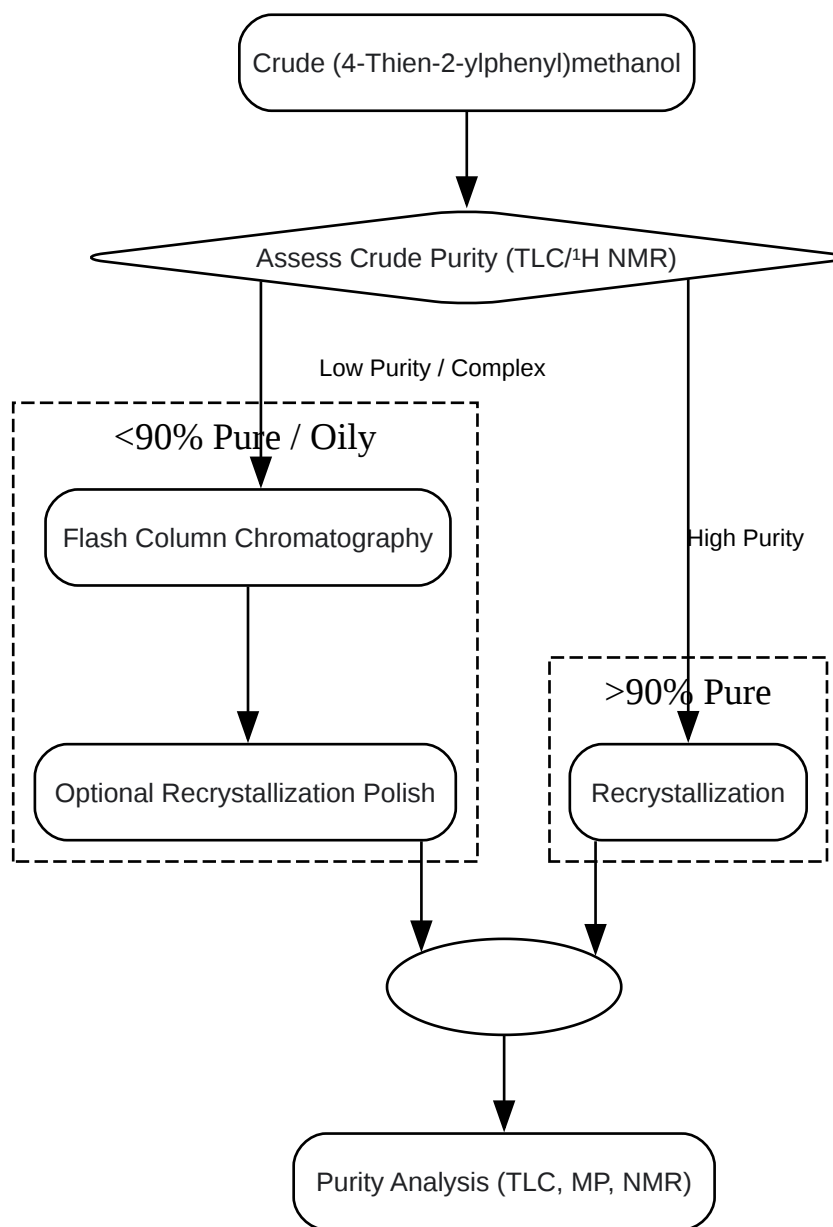 Crude (4-Thien-2-ylphenyl)methanol
Assess Crude Purity (TLC/¹H NMR)
Low Purity / Complex
<90% Pure / Oily
Flash Column Chromatography
High Purity
>90% Pure
Optional Recrystallization Polish
Recrystallization
Purity Analysis (TLC, MP, NMR)